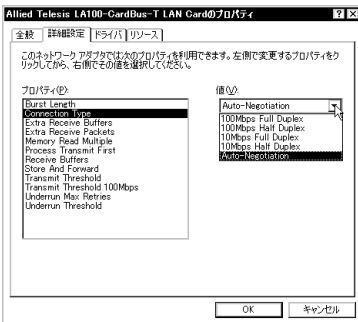 Allied Telesis LA100-CardBus-T LAN Cardのプロパティ
全般 詳細設定 ドライバ リソース
このネットワーク アダプタでは次のプロパティを利用できます。左側で変更するプロパティをク
リックしてから、右側でその値を選択してください。
プロパティ(P):
Burst Length
Connection Type
Extra Receive Buffers
Extra Receive Packets
Memory Read Multiple
Process Transmit First
Receive Buffers
Store And Forward
Transmit Threshold
Transmit Threshold 100Mbps
Underrun Max Retries
Underrun Threshold
値(V):
Auto-Negotiation
100Mbps Full Duplex
100Mbps Half Duplex
10Mbps Full Duplex
10Mbps Half Duplex
Auto-Negotiation
OK キャンセル